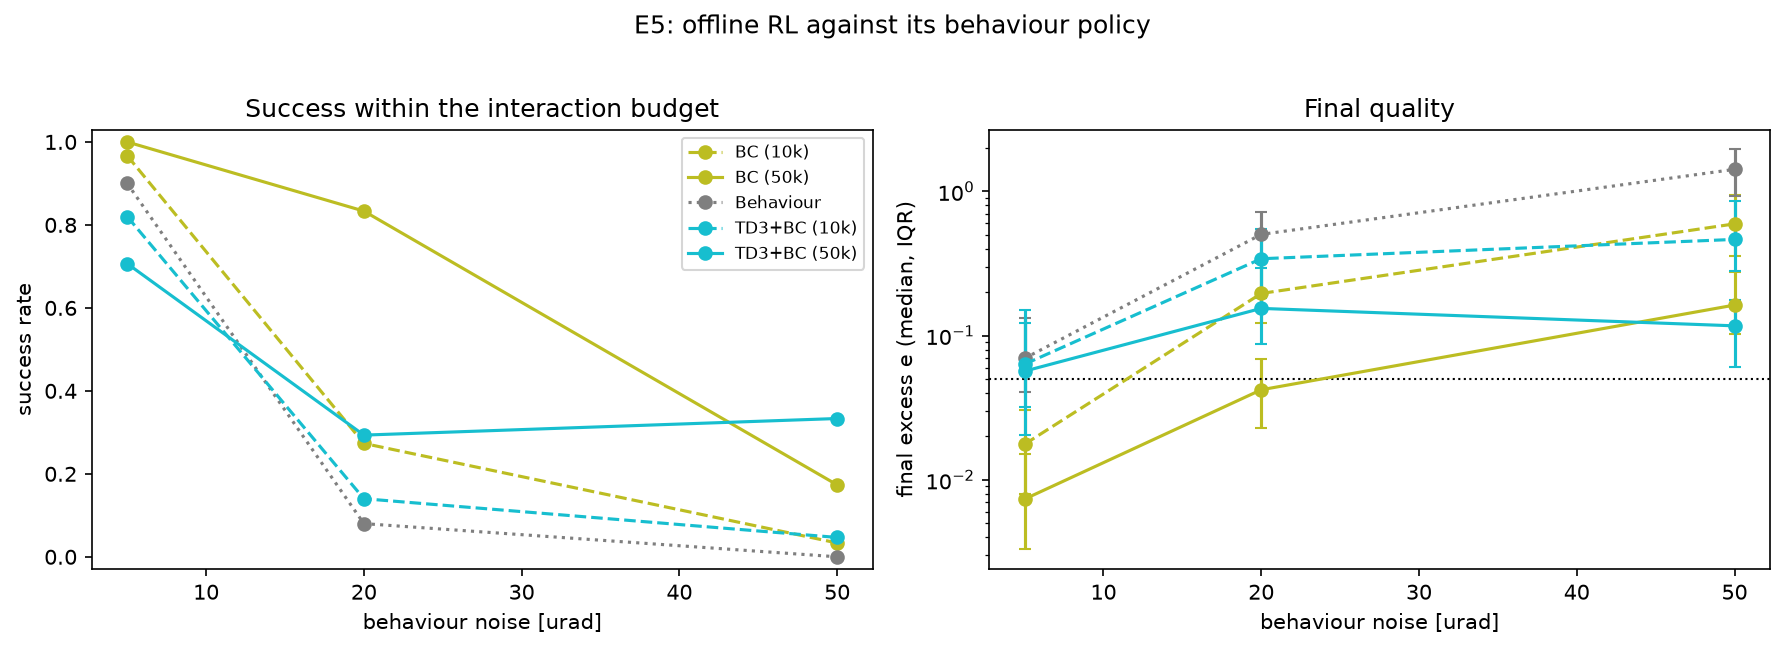 E5: offline RL against its behaviour policy
Success within the interaction budget
success rate
1.0
0.8
0.6
0.4
0.2
0.0
BC (10k)
BC (50k)
Behaviour
TD3+BC (10k)
TD3+BC (50k)
10
20
30
40
50
behaviour noise [urad]
Final quality
final excess e (median, IQR)
10⁰
10⁻¹
10⁻²
10
20
30
40
50
behaviour noise [urad]